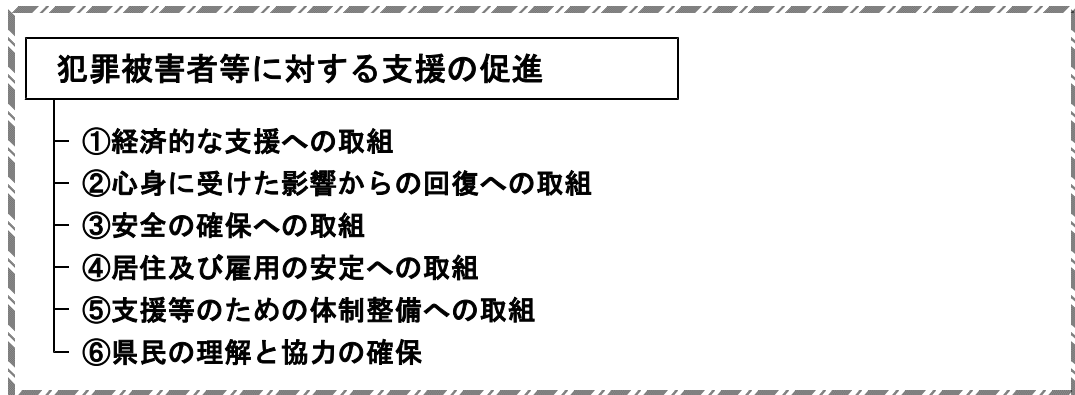 犯罪被害者等に対する支援の促進
①経済的な支援への取組
②心身に受けた影響からの回復への取組
③安全の確保への取組
④居住及び雇用の安定への取組
⑤支援等のための体制整備への取組
⑥県民の理解と協力の確保